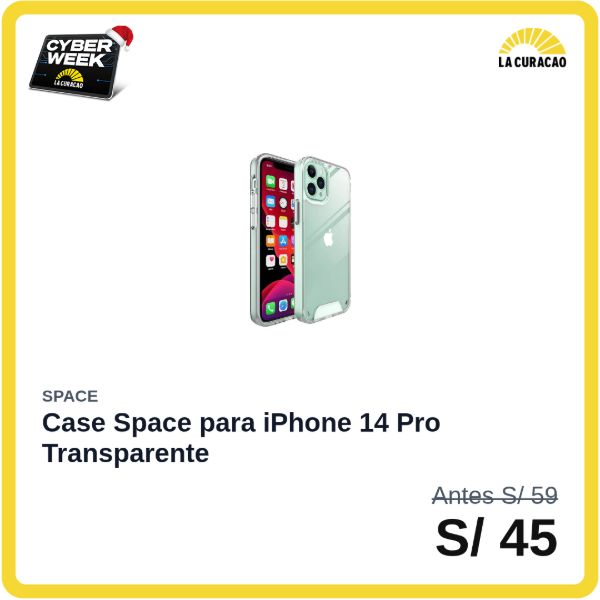 CYBER
WEEK
LA CURACAO
LA CURACAO
SPACE
Case Space para iPhone 14 Pro
Transparente
Antes S/ 59
S/ 45